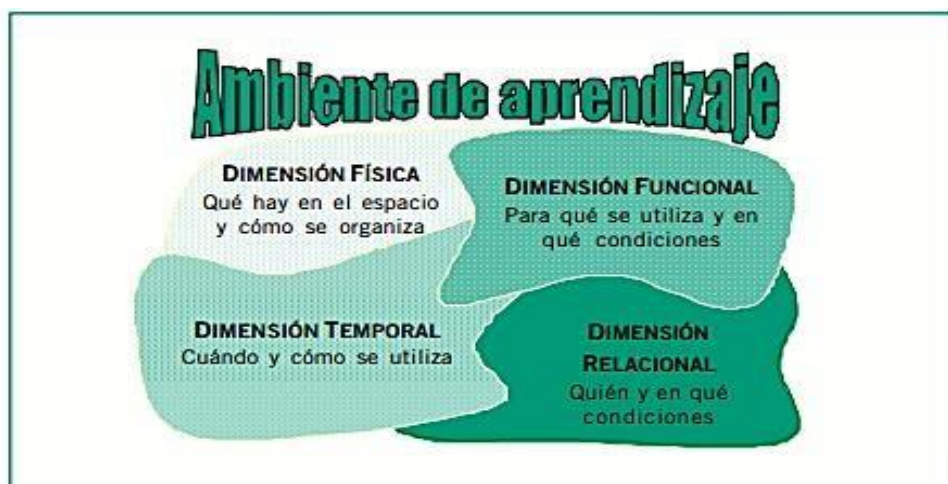 Ambiente de aprendizaje
DIMENSIÓN FÍSICA
Qué hay en el espacio
y cómo se organiza
DIMENSIÓN FUNCIONAL
Para qué se utiliza y en
qué condiciones
DIMENSIÓN TEMPORAL
Cuándo y cómo se utiliza
DIMENSIÓN
RELACIONAL
Quién y en qué
condiciones